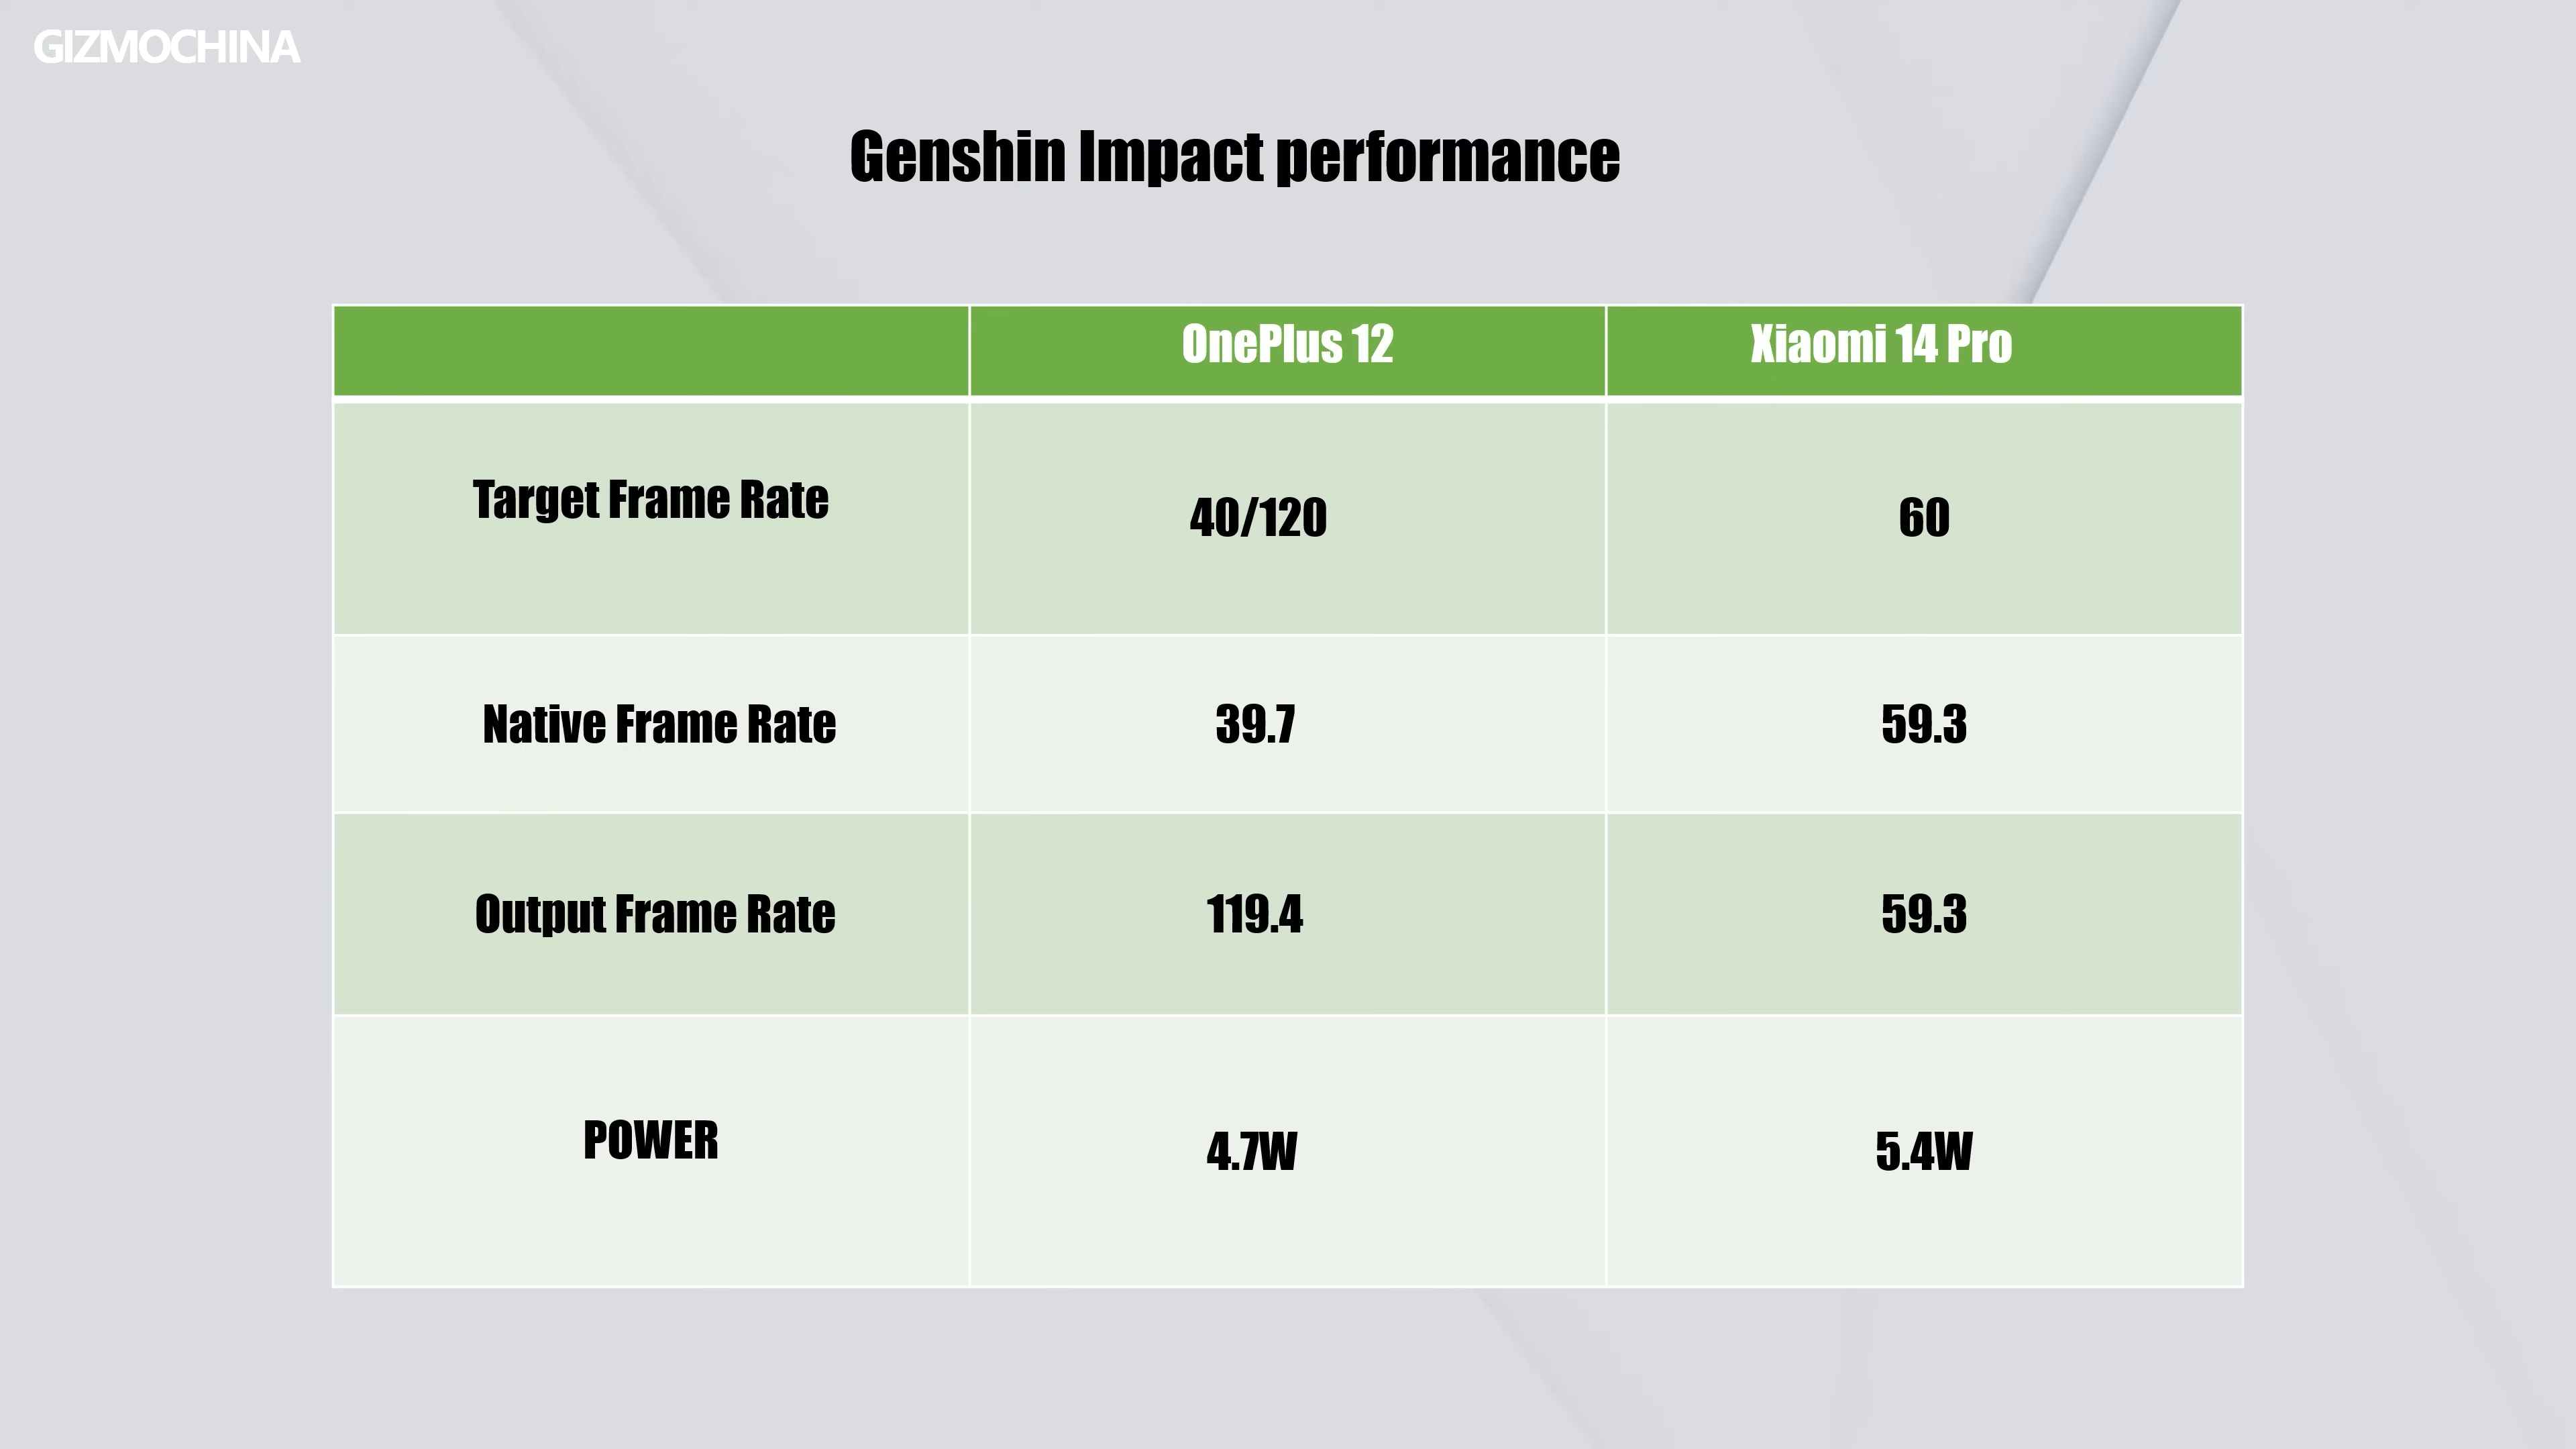 GIZMOCHINA
Genshin Impact performance
OnePlus 12 Xiaomi 14 Pro
Target Frame Rate 40/120 60
Native Frame Rate 39.7 59.3
Output Frame Rate 119.4 59.3
POWER 4.7W 5.4W